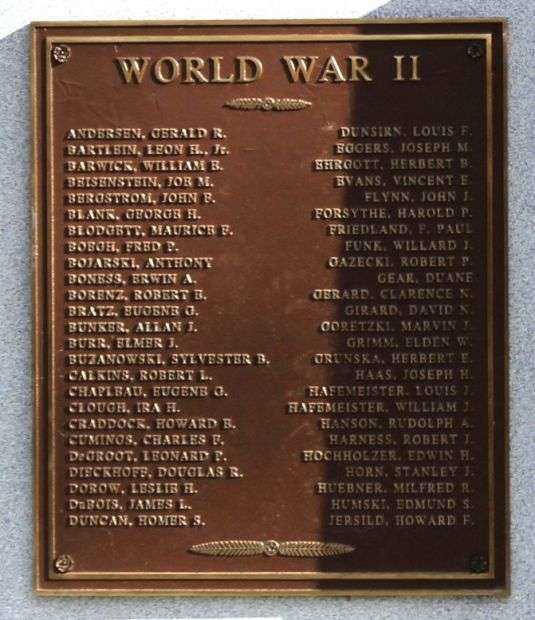 WORLD WAR II
ANDERSEN, GERALD R.
BARTLEIN, LEON H., Jr.
BARWICK, WILLIAM E.
BEISENSTEIN, JOE M.
BERGSTROM, JOHN F.
BLANK, GEORGE H.
BLODGETT, MAURICE F.
BOEGH, FRED P.
BOJARSKI, ANTHONY
BONESS, ERWIN A.
BORENZ, ROBERT E.
BRATZ, EUGENE G.
BUNKER, ALLAN J.
BURR, ELMER J.
BUZANOWSKI, SYLVESTER B.
CALKINS, ROBERT L.
CHAPLEAU, EUGENE G.
CLOUGH, IRA H.
CRADDOCK, HOWARD E.
CUMINGS, CHARLES F.
DeGROOT, LEONARD P.
DIECKHOFF, DOUGLAS R.
DOROW, LESLIE H.
DuBOIS, JAMES L.
DUNCAN, HOMER S.
DUNSIRN, LOUIS F.
EGGERS, JOSEPH M.
EHRGOTT, HERBERT B.
EVANS, VINCENT E.
FLYNN, JOHN J.
FORSYTHE, HAROLD P.
FRIEDLAND, F. PAUL
FUNK, WILLARD J.
GAZECKI, ROBERT P.
GEAR, DUANE
GERARD, CLARENCE N.
GIRARD, DAVID N.
GORETZKI, MARVIN J.
GRIMM, ELDEN W.
GRUNSKA, HERBERT E.
HAAS, JOSEPH H.
HAFEMEISTER, LOUIS J.
HAFEMEISTER, WILLIAM J.
HANSON, RUDOLPH A.
HARNESS, ROBERT J.
HOCHHOLZER, EDWIN H.
HORN, STANLEY J.
HUEBNER, MILFRED R.
HUMSKI, EDMUND S.
JERSILD, HOWARD F.